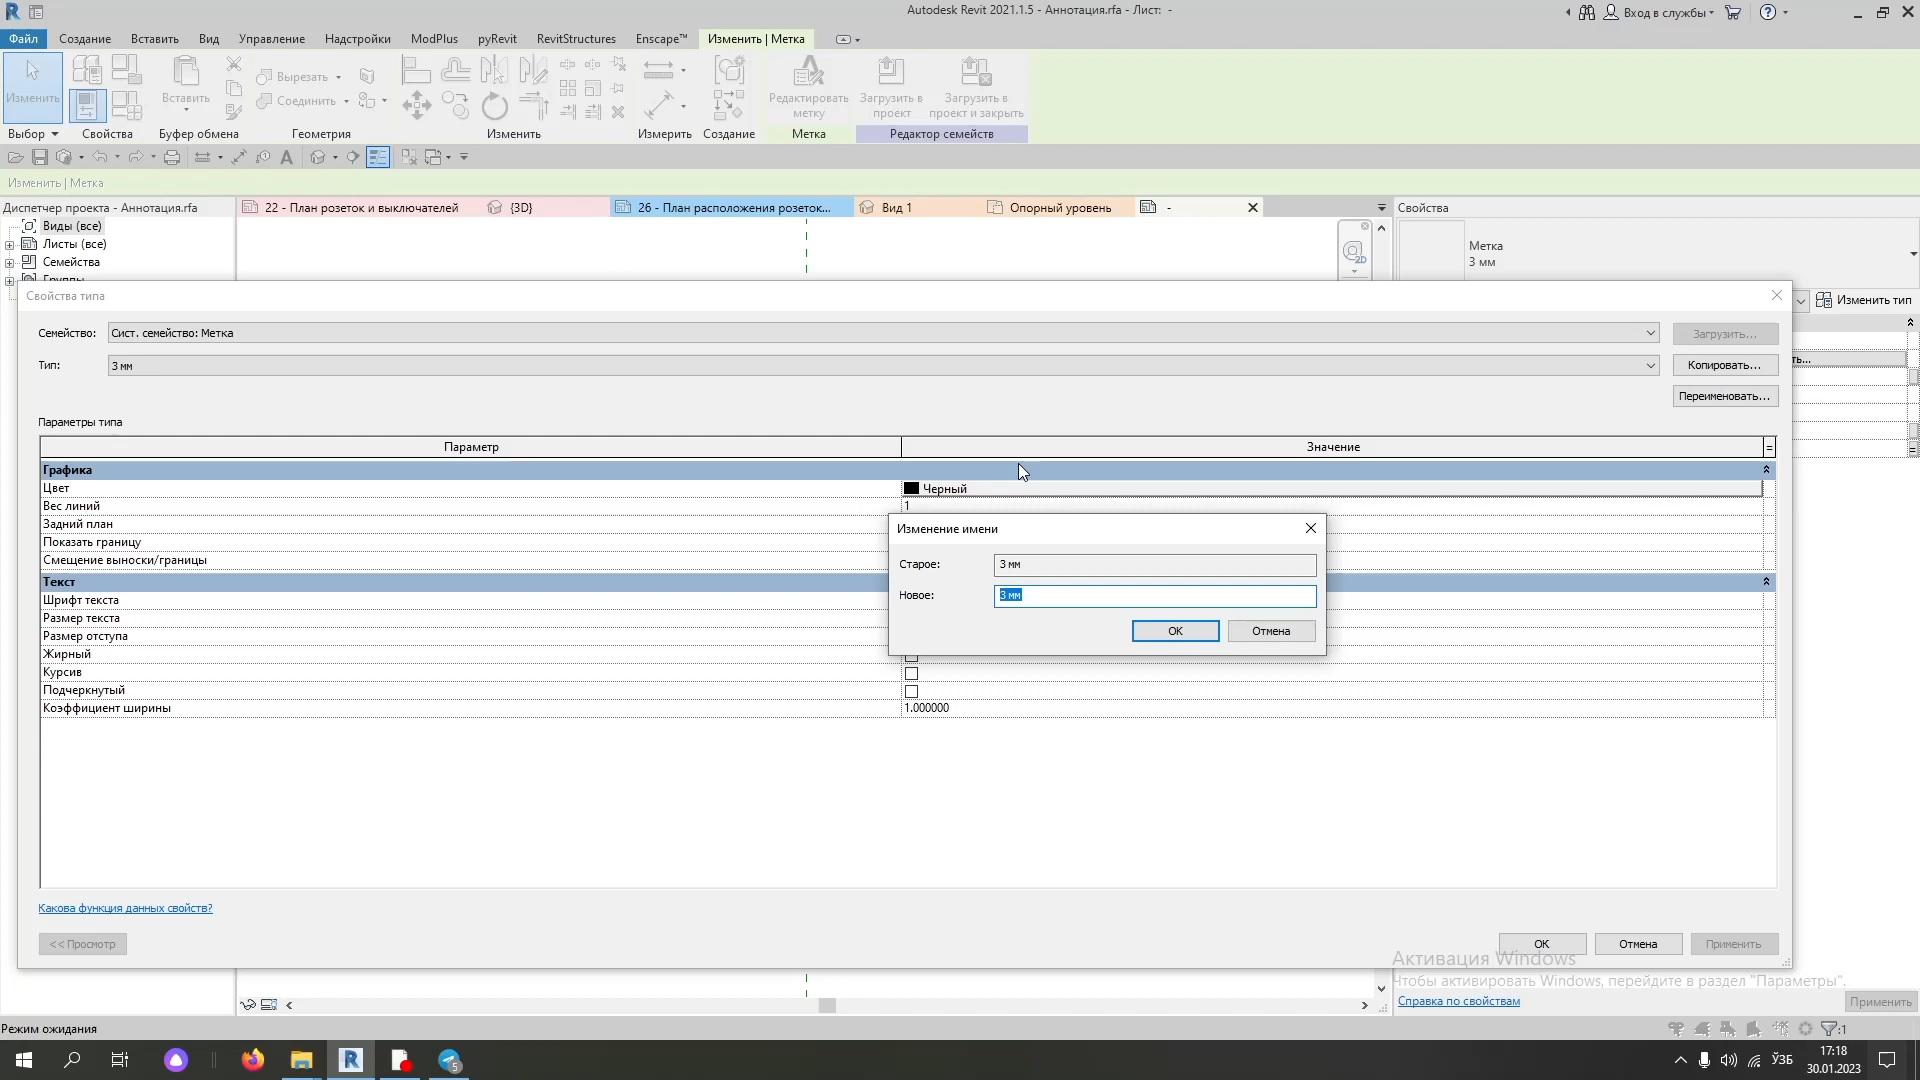 Autodesk Revit 2021.1.5 - Аннотация.rfa - Лист: -
Вход в службы
Файл Создание Вставить Вид Управление Надстройки ModPlus pyRevit RevitStructures Enscape™ Изменить | Метка
Изменить
Вставить
Вырезать
Соединить
Редактировать метку
Загрузить в проект
Загрузить в проект и закрыть
Выбор Свойства Буфер обмена Геометрия Изменить Измерить Создание Метка Редактор семейств
Изменить | Метка
Диспетчер проекта - Аннотация.rfa
22 - План розеток и выключателей
{3D}
26 - План расположения розеток...
Вид 1
Опорный уровень
-
Свойства
Виды (все)
Листы (все)
Семейства
Группы
2D
Метка
3 мм
Изменить тип
ть...
Свойства типа
Семейство: Сист. семейство: Метка Загрузить...
Тип: 3 мм Копировать...
Переименовать...
Параметры типа
Параметр Значение =
Графика
Цвет Черный
Вес линий 1
Задний план
Показать границу
Смещение выноски/границы
Текст
Шрифт текста
Размер текста
Размер отступа
Жирный
Курсив
Подчеркнутый
Коэффициент ширины 1.000000
Изменение имени
Старое: 3 мм
Новое: 3 мм
ОК Отмена
Какова функция данных свойств?
<< Просмотр ОК Отмена Применить
Активация Windows
Чтобы активировать Windows, перейдите в раздел "Параметры".
Справка по свойствам Применить
Режим ожидания
:1
5
ЎЗБ
17:18
30.01.2023